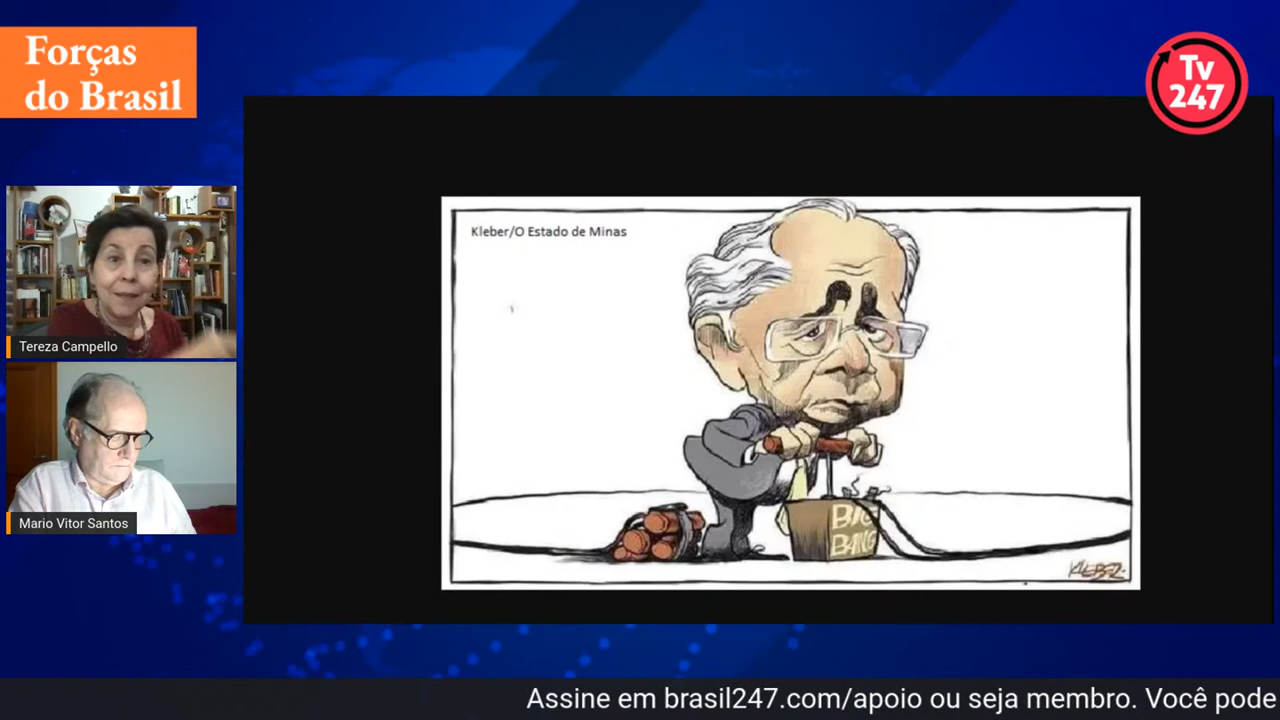 Forças
do Brasil
Tv
247
Kleber/O Estado de Minas
Tereza Campello
BIG
BANG
Mario Vitor Santos
KLEBER
Assine em brasil247.com/apoio ou seja membro. Você pode